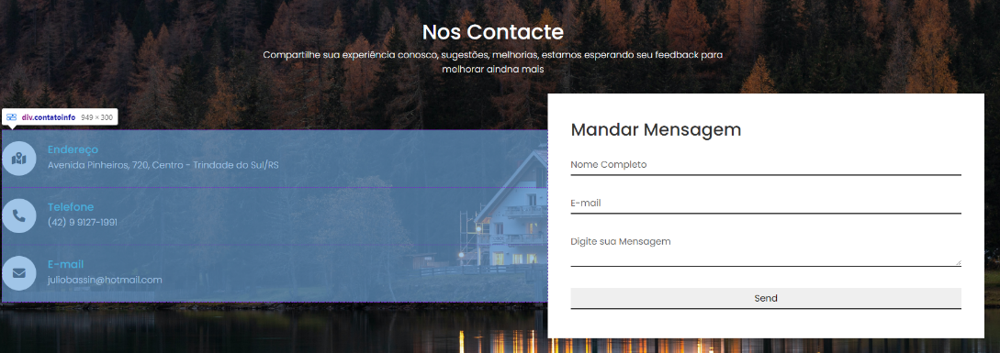 Nos Contacte
Compartilhe sua experiência conosco, sugestões, melhorias, estamos esperando seu feedback para
melhorar aindna mais
div.contatoinfo 949 × 300
Endereço
Avenida Pinheiros, 720, Centro - Trindade do Sul/RS
Telefone
(42) 9 9127-1991
E-mail
juliobassin@hotmail.com
Mandar Mensagem
Nome Completo
E-mail
Digite sua Mensagem
Send